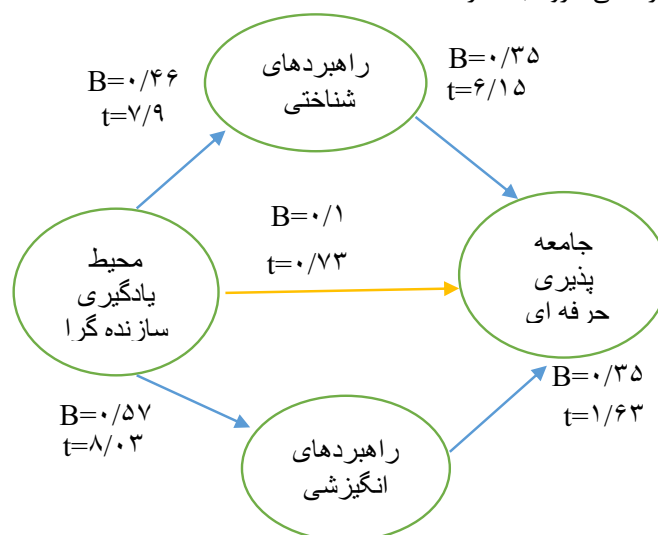 راهبردهای
شناختی
B=۰/۴۶
t=۷/۹
B=۰/۳۵
t=۶/۱۵
B=۰/۱
t=۰/۷۳
محیط
یادگیری
سازنده گرا
جامعه
پذیری
حرفه ای
B=۰/۵۷
t=۸/۰۳
B=۰/۳۵
t=۱/۶۳
راهبردهای
انگیزشی